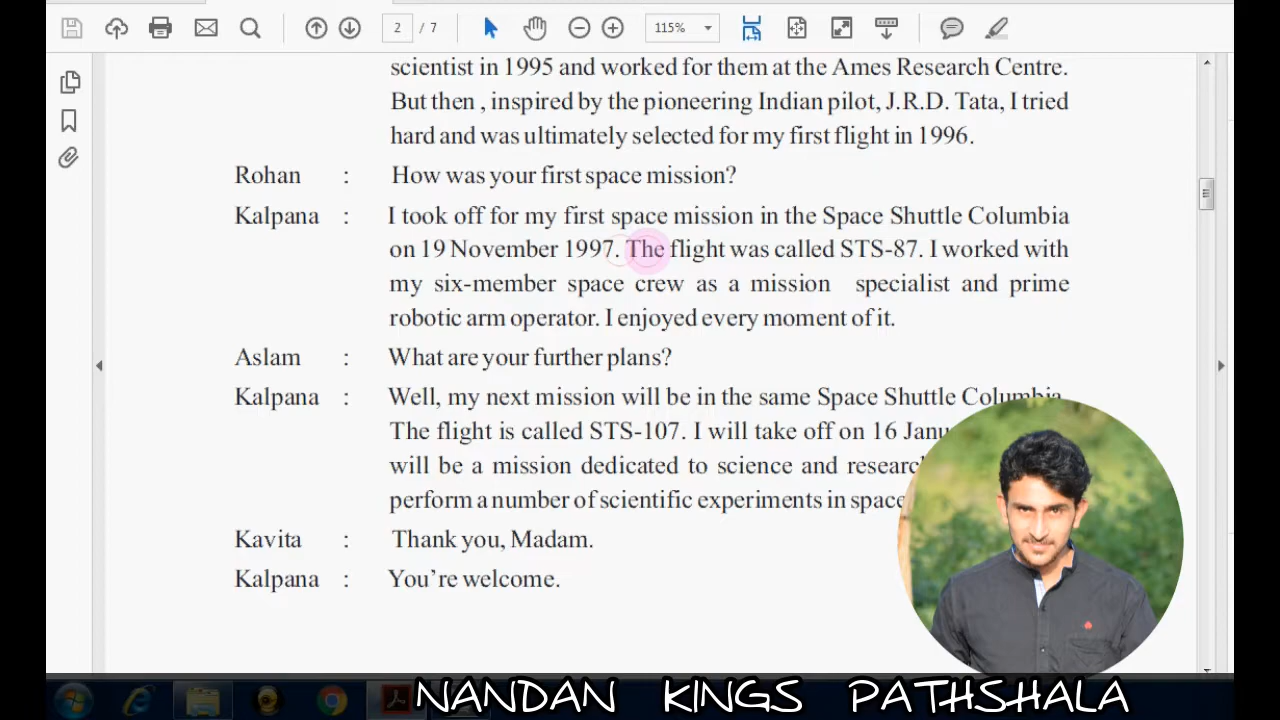 2 / 7
115%
scientist in 1995 and worked for them at the Ames Research Centre.
But then , inspired by the pioneering Indian pilot, J.R.D. Tata, I tried
hard and was ultimately selected for my first flight in 1996.
Rohan : How was your first space mission?
Kalpana : I took off for my first space mission in the Space Shuttle Columbia
on 19 November 1997. The flight was called STS-87. I worked with
my six-member space crew as a mission specialist and prime
robotic arm operator. I enjoyed every moment of it.
Aslam : What are your further plans?
Kalpana : Well, my next mission will be in the same Space Shuttle Columbia.
The flight is called STS-107. I will take off on 16
will be a mission dedicated to science and
perform a number of scientific experiments in space
Kavita : Thank you, Madam.
Kalpana : You're welcome.
NANDAN KINGS PATHSHALA